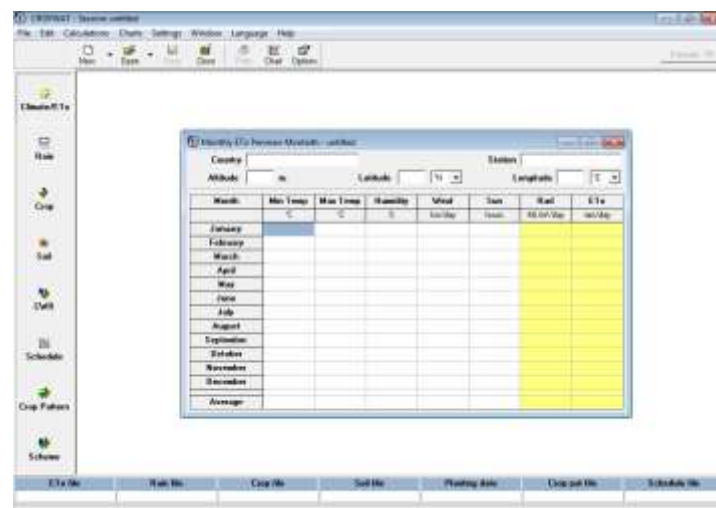 CROPWAT - Session: untitled
File Edit Calculations Charts Settings Window Language Help
New Open Save Close Print Chart Options
Climate/ETo
Rain
Crop
Soil
CWR
Schedule
Crop Pattern
Scheme
Monthly ETo Penman-Monteith - untitled
Country Station
Altitude m Latitude °N Longitude °E
Month Min Temp Max Temp Humidity Wind Sun Rad ETo
°C °C % km/day hours MJ/m²/day mm/day
January
February
March
April
May
June
July
August
September
October
November
December
Average
ETo file Rain file Crop file Soil file Planting date Crop pat file Schedule file